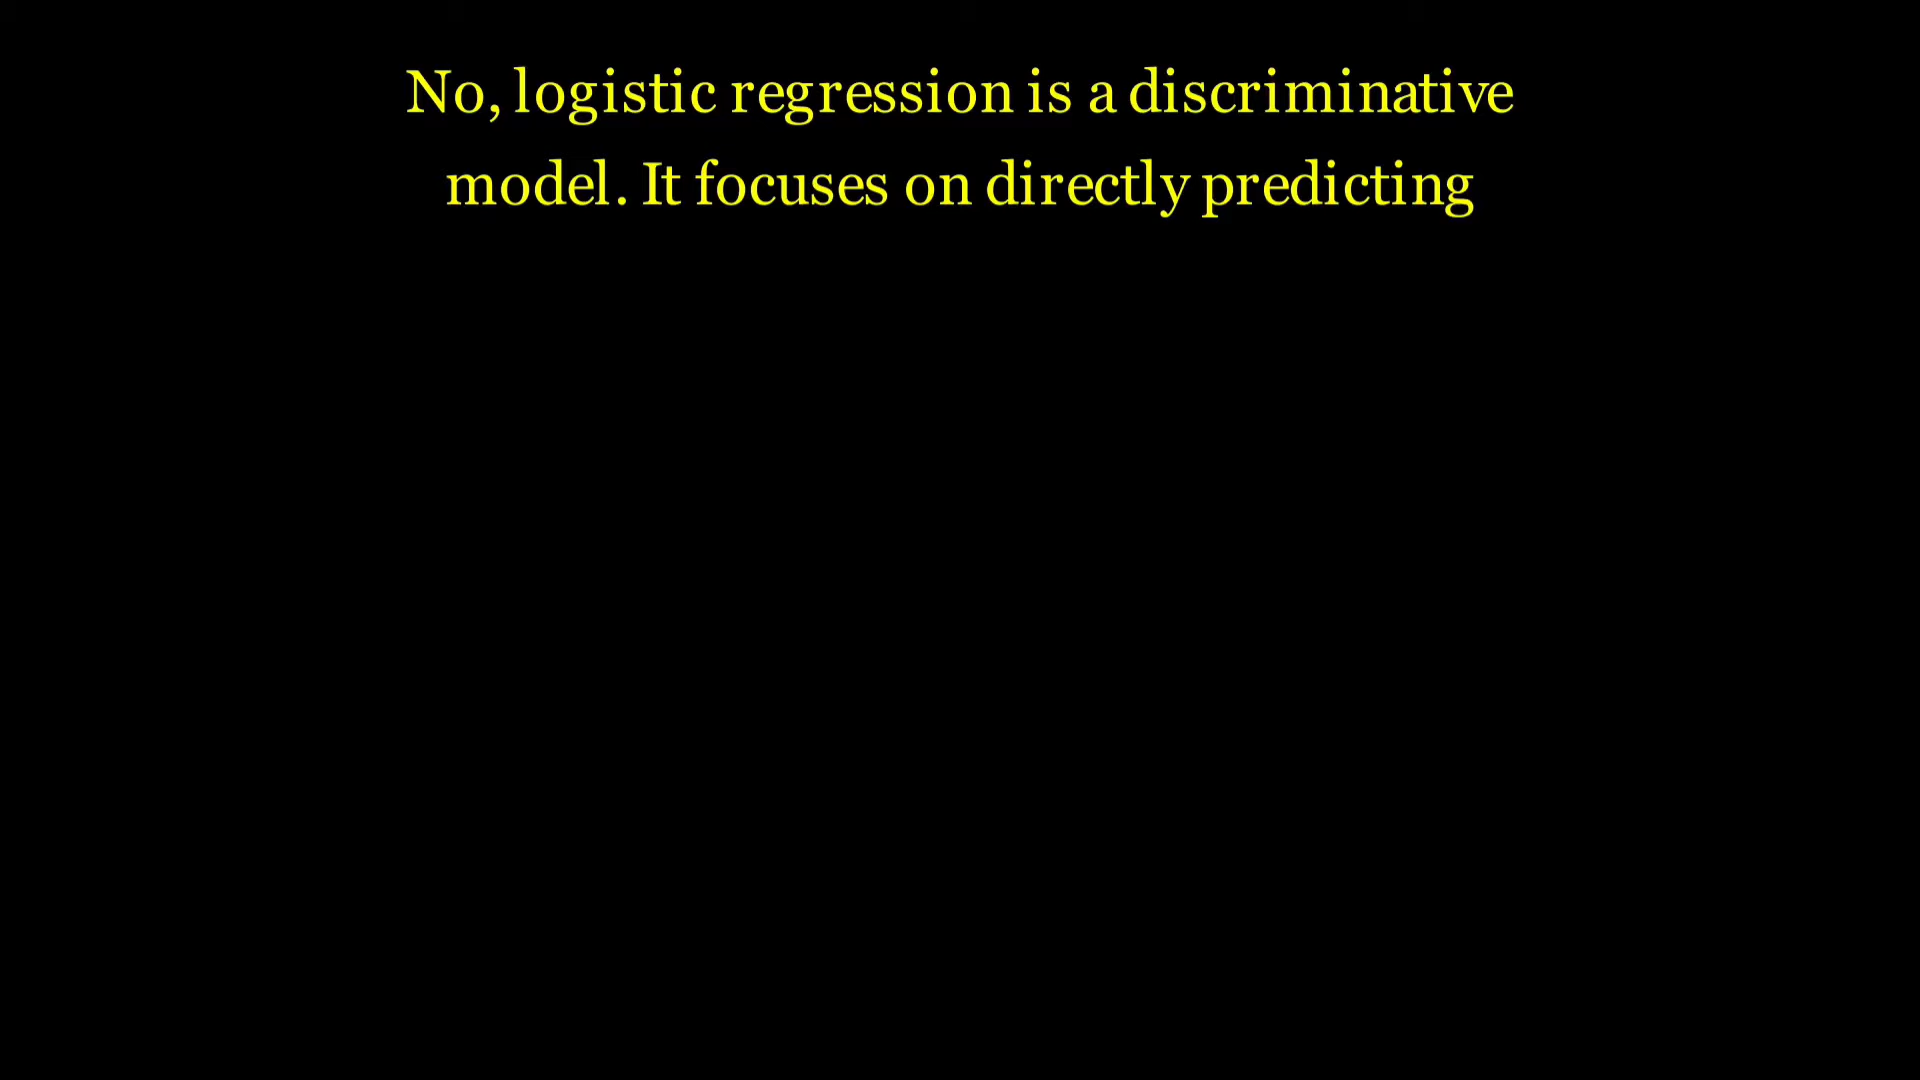 No, logistic regression is a discriminative
model. It focuses on directly predicting